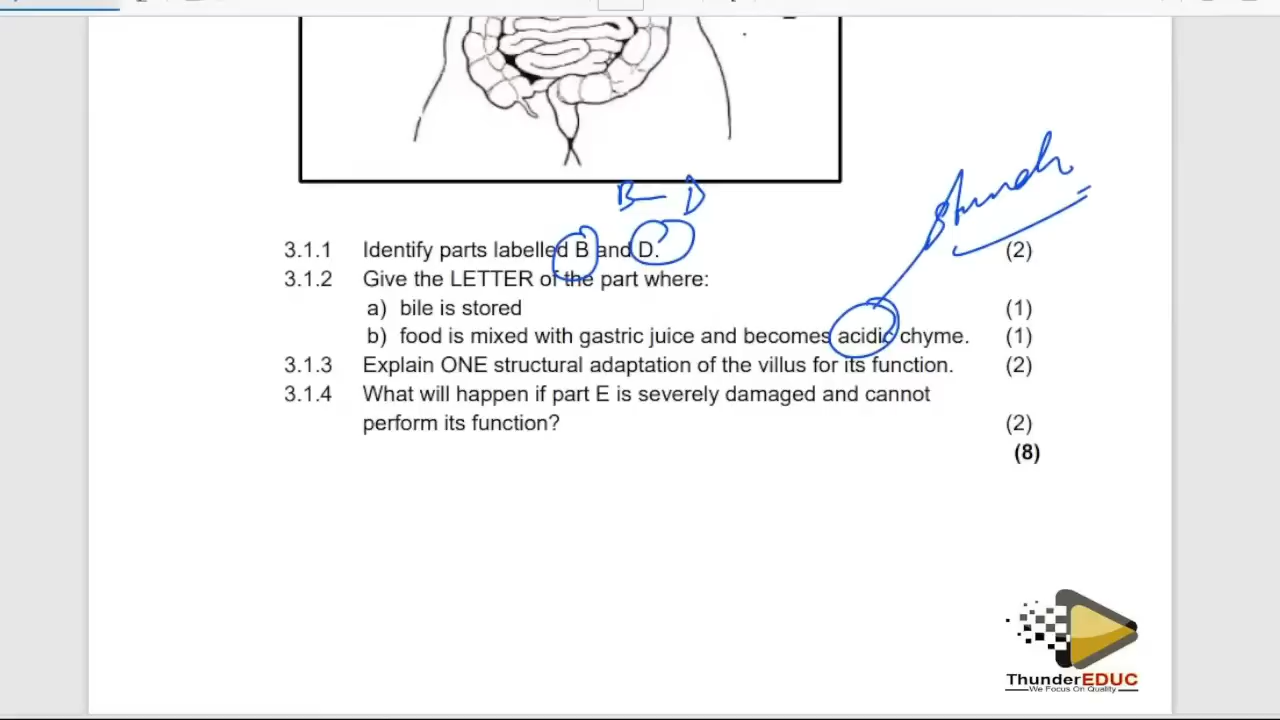 B D
3.1.1 Identify parts labelled B and D. (2)
3.1.2 Give the LETTER of the part where:
a) bile is stored (1)
b) food is mixed with gastric juice and becomes acidic chyme. (1)
3.1.3 Explain ONE structural adaptation of the villus for its function. (2)
3.1.4 What will happen if part E is severely damaged and cannot
perform its function? (2)
(8)
ThunderEDUC
We Focus On Quality